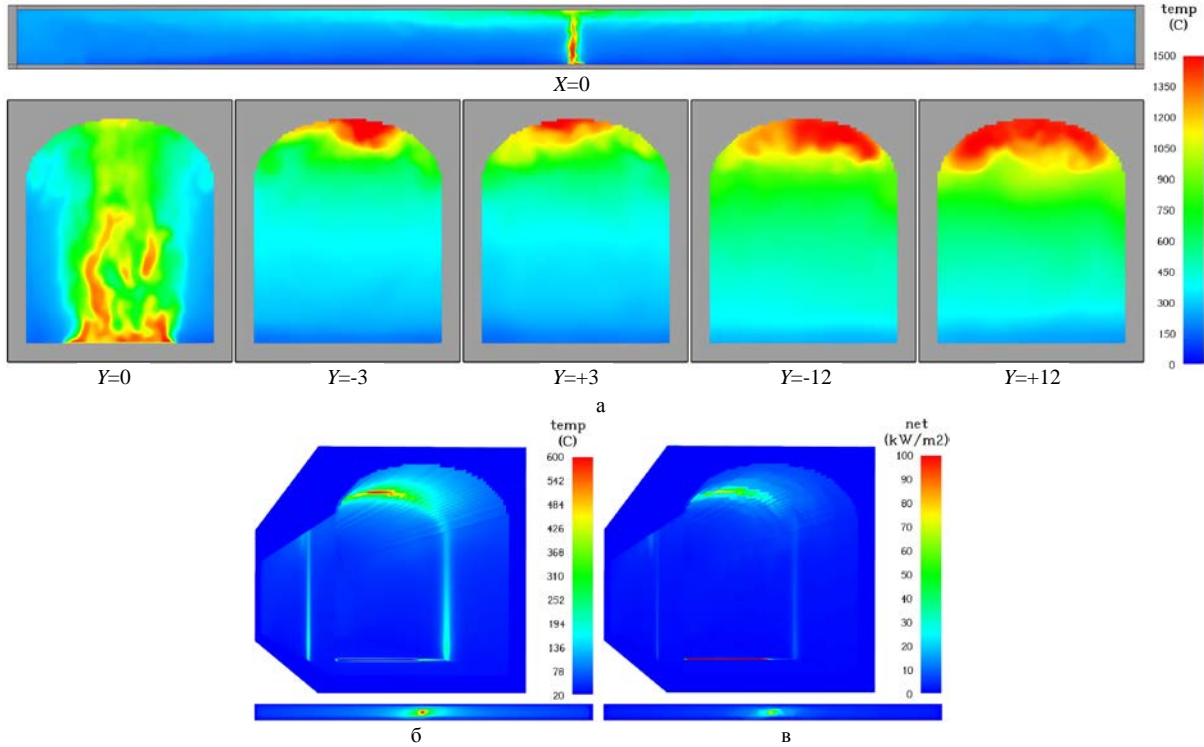 temp
(C)
1500
1350
1200
1050
900
750
600
450
300
150
0
X=0
Y=0
Y=-3
Y=+3
Y=-12
Y=+12
а
temp
(C)
600
542
484
426
368
310
252
194
136
78
20
net
(kW/m2)
100
90
80
70
60
50
40
30
20
10
0
б
в